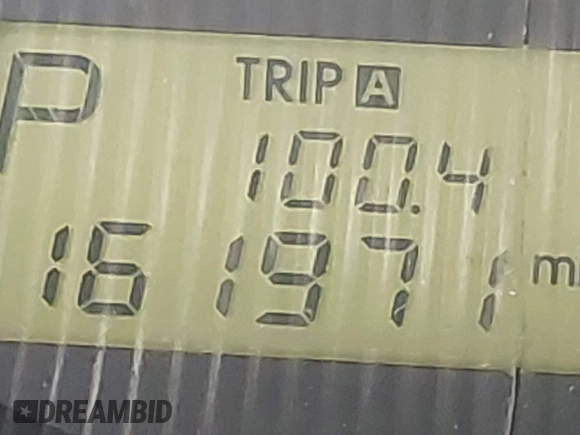 P
TRIP A
100.4
161971 m
DREAMBID